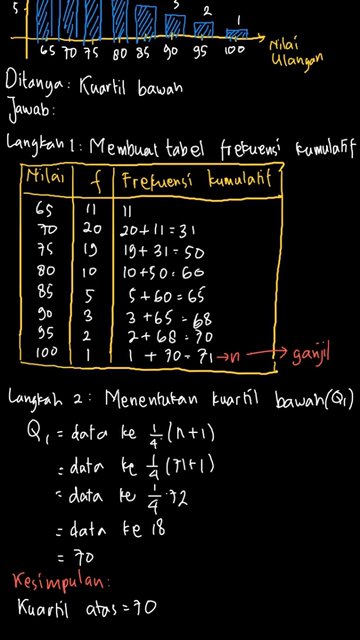 3
5
2
1
65 70 75 80 85 90 95 100
Nilai
Ulangan
Ditanya: Kuartil bawah
Jawab:
Langkah 1: Membuat tabel frekuensi kumulatif
Nilai f Frekuensi kumulatif
65 11 11
70 20 20+11=31
75 19 19+31=50
80 10 10+50=60
85 5 5+60=65
90 3 3+65=68
95 2 2+68=70
100 1 1+70=71→n→ganjil
Langkah 2: Menentukan kuartil bawah(Q₁)
Q₁ = data ke 1/4 (n+1)
= data ke 1/4 (71+1)
= data ke 1/4 · 72
= data ke 18
= 70
Kesimpulan:
Kuartil atas = 70